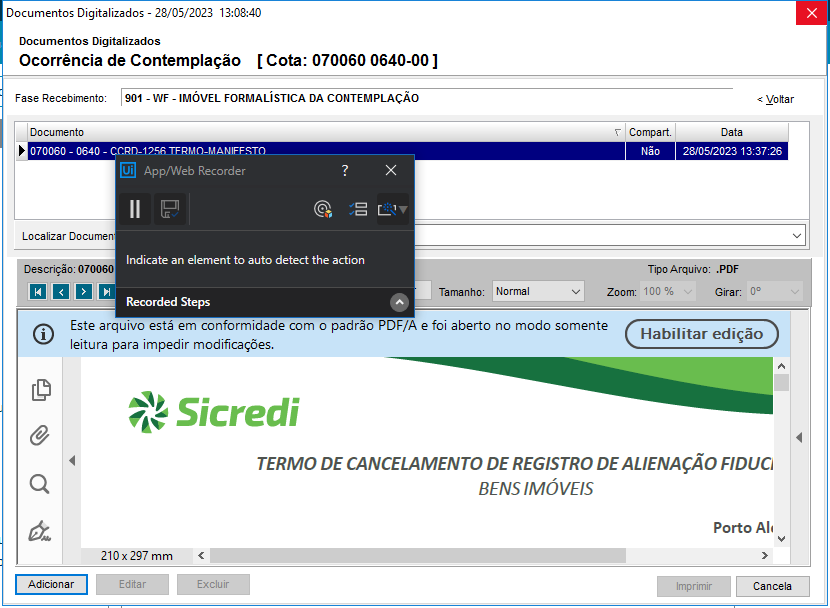 Documentos Digitalizados - 28/05/2023 13:08:40
Documentos Digitalizados
Ocorrência de Contemplação [ Cota: 070060 0640-00 ]
Fase Recebimento: 901 - WF - IMÓVEL FORMALÍSTICA DA CONTEMPLAÇÃO < Voltar
Documento Compart. Data
070060 - 0640 - CCRD-1256 TERMO-MANIFESTO Não 28/05/2023 13:37:26
Ui App/Web Recorder ?
Localizar Document
Indicate an element to auto detect the action
Descrição: 070060 Tipo Arquivo: .PDF
Tamanho: Normal Zoom: 100 % Girar: 0º
Recorded Steps
Este arquivo está em conformidade com o padrão PDF/A e foi aberto no modo somente
leitura para impedir modificações.
Habilitar edição
Sicredi
TERMO DE CANCELAMENTO DE REGISTRO DE ALIENAÇÃO FIDUCI
BENS IMÓVEIS
Porto Ale
210 x 297 mm
Adicionar Editar Excluir Imprimir Cancela